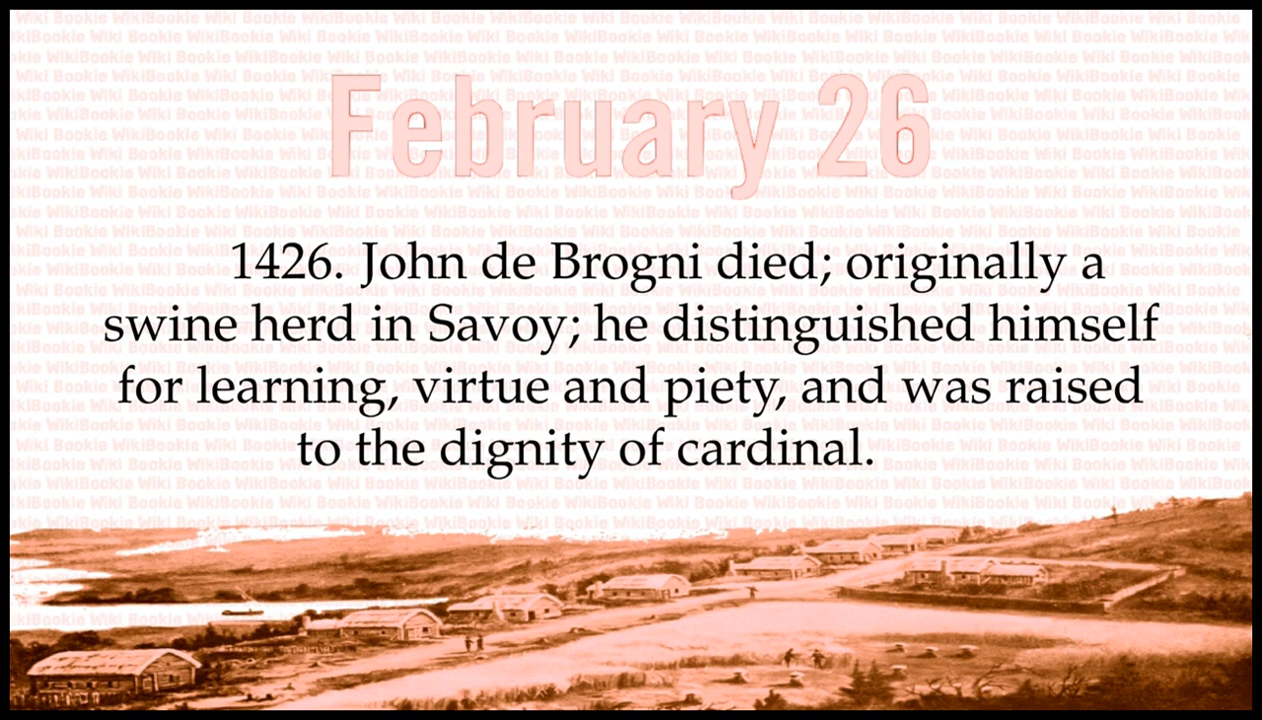 February 26
1426. John de Brogni died; originally a
swine herd in Savoy; he distinguished himself
for learning, virtue and piety, and was raised
to the dignity of cardinal.